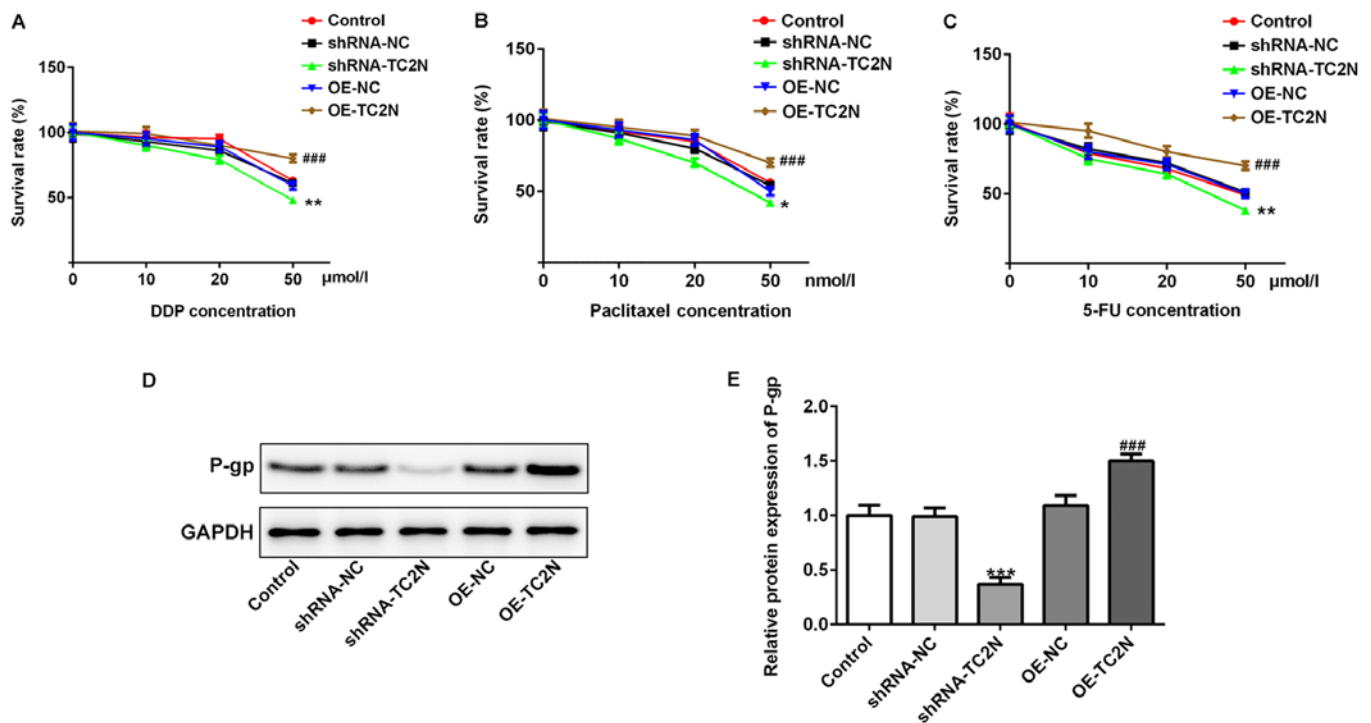 A
Control
shRNA-NC
shRNA-TC2N
OE-NC
OE-TC2N
Survival rate (%)
150
100
50
###
**
0 10 20 50 μmol/l
DDP concentration
B
Control
shRNA-NC
shRNA-TC2N
OE-NC
OE-TC2N
Survival rate (%)
150
100
50
###
*
0 10 20 50 nmol/l
Paclitaxel concentration
C
Control
shRNA-NC
shRNA-TC2N
OE-NC
OE-TC2N
Survival rate (%)
150
100
50
###
**
0 10 20 50 μmol/l
5-FU concentration
D
P-gp
GAPDH
Control
shRNA-NC
shRNA-TC2N
OE-NC
OE-TC2N
E
Relative protein expression of P-gp
2.0
1.5
1.0
0.5
0.0
***
###
Control
shRNA-NC
shRNA-TC2N
OE-NC
OE-TC2N